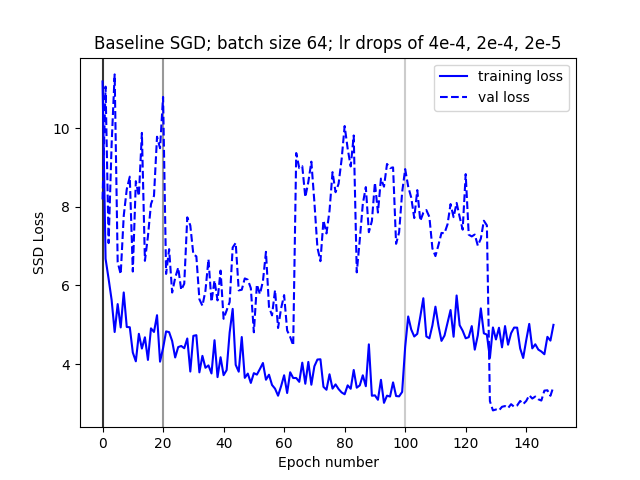 Baseline SGD; batch size 64; lr drops of 4e-4, 2e-4, 2e-5
training loss
val loss
10
8
6
4
SSD Loss
0
20
40
60
80
100
120
140
Epoch number